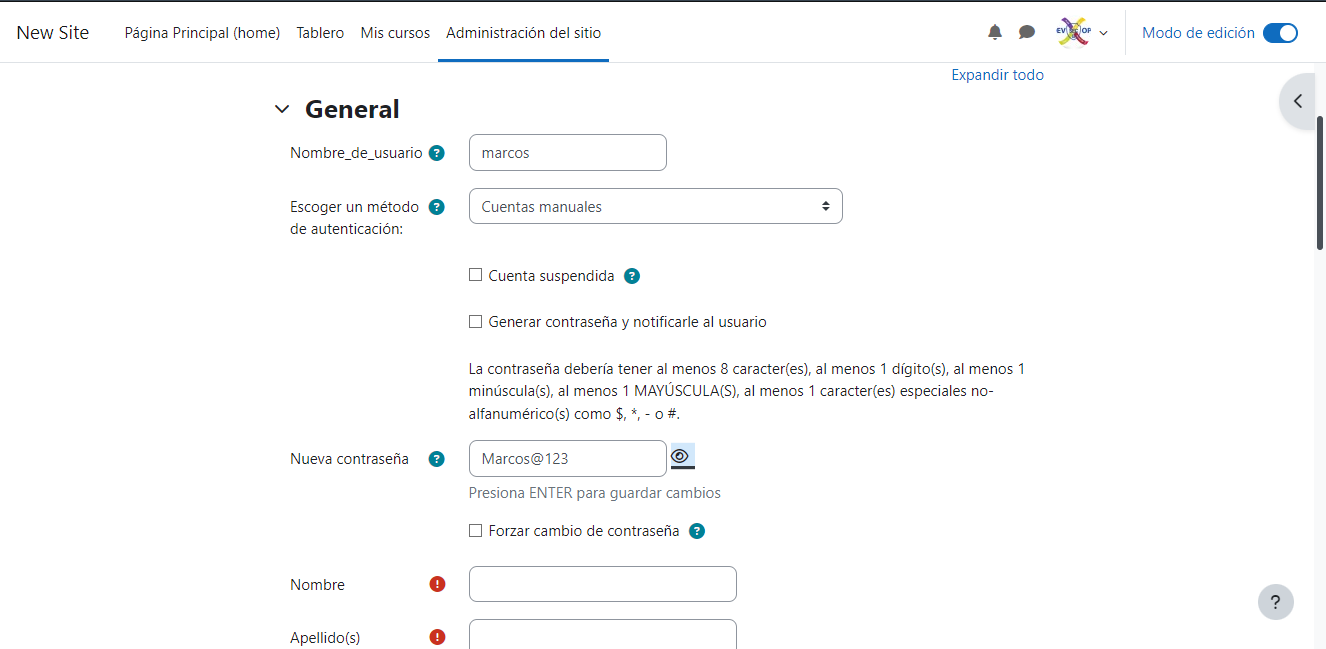 New Site
Página Principal (home)
Tablero
Mis cursos
Administración del sitio
EV OP
Modo de edición
Expandir todo
General
Nombre_de_usuario ?
marcos
Escoger un método ?
de autenticación:
Cuentas manuales
Cuenta suspendida ?
Generar contraseña y notificarle al usuario
La contraseña debería tener al menos 8 caracter(es), al menos 1 dígito(s), al menos 1
minúscula(s), al menos 1 MAYÚSCULA(S), al menos 1 caracter(es) especiales no-
alfanumérico(s) como $, *, - o #.
Nueva contraseña ?
Marcos@123
Presiona ENTER para guardar cambios
Forzar cambio de contraseña ?
Nombre !
?
Apellido(s) !